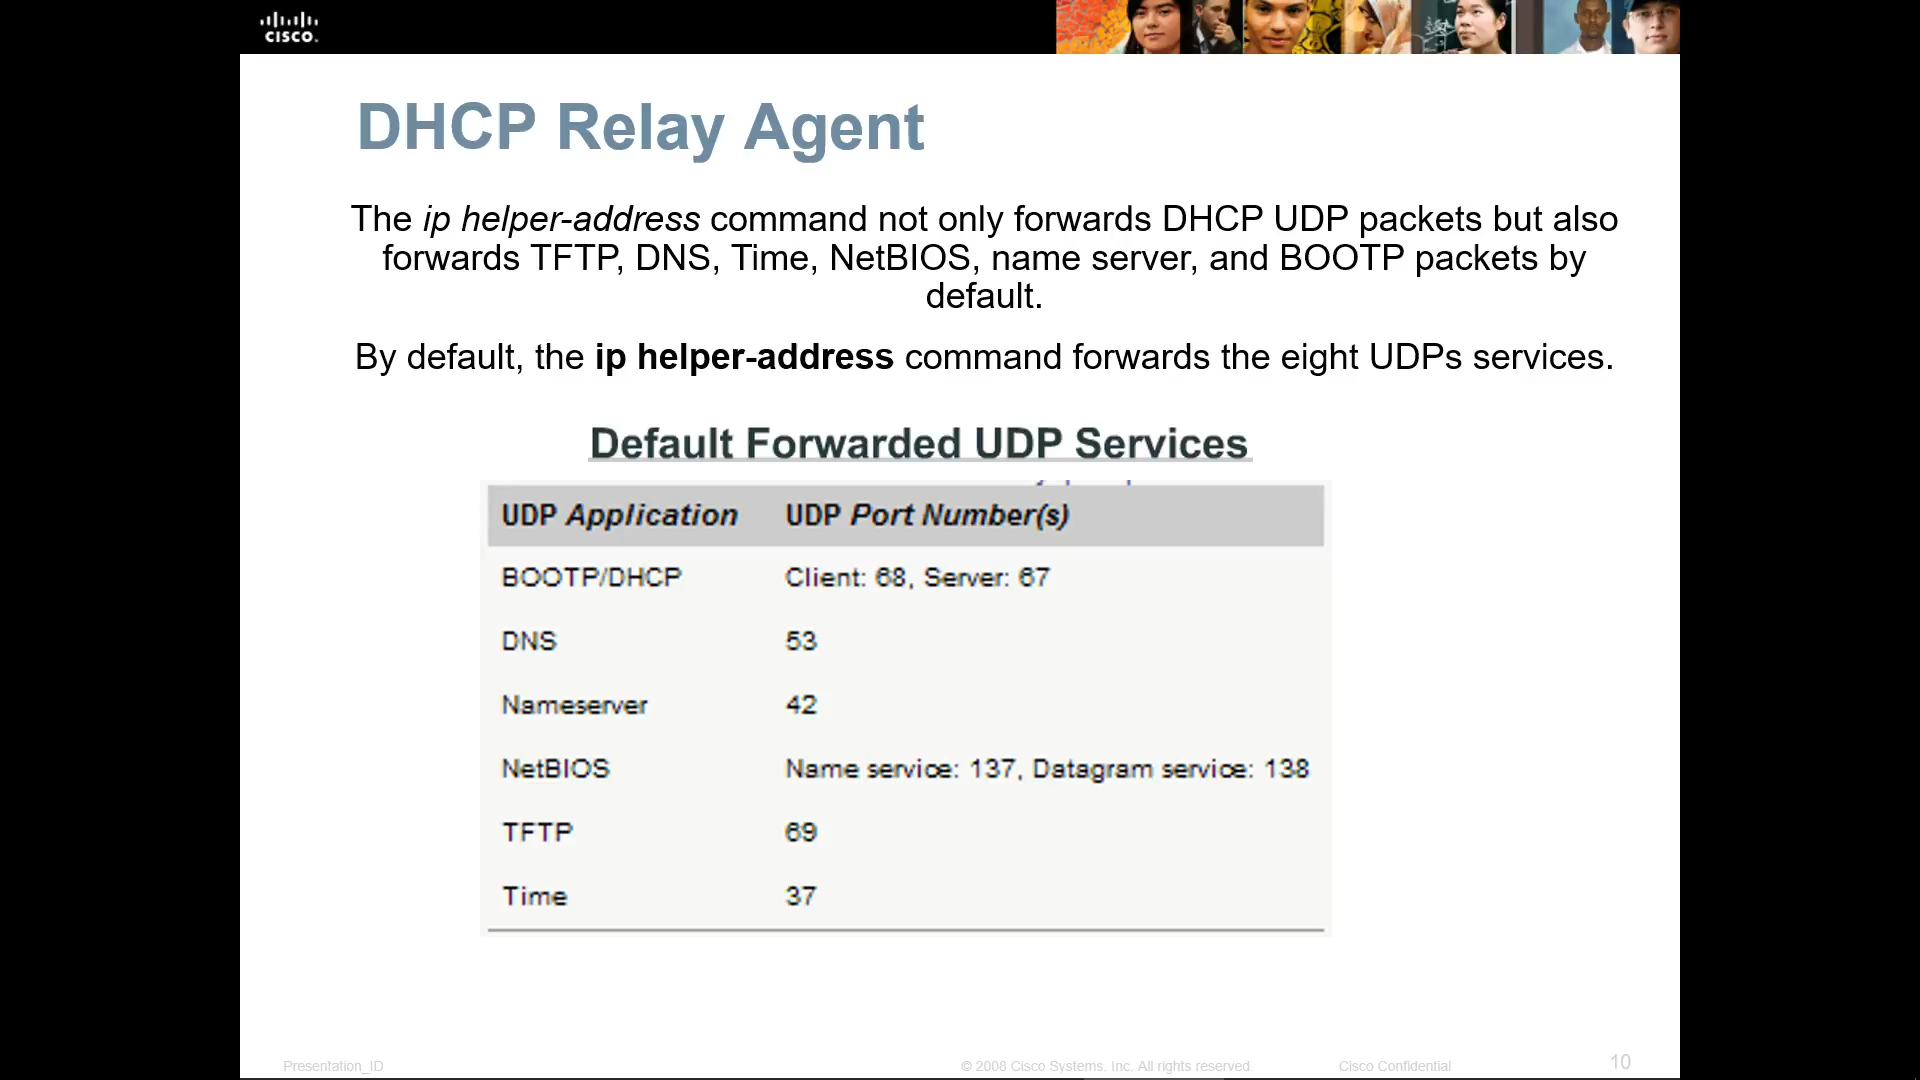 CISCO.
DHCP Relay Agent
The ip helper-address command not only forwards DHCP UDP packets but also
forwards TFTP, DNS, Time, NetBIOS, name server, and BOOTP packets by
default.
By default, the ip helper-address command forwards the eight UDPs services.
Default Forwarded UDP Services
UDP Application UDP Port Number(s)
BOOTP/DHCP Client: 68, Server: 67
DNS 53
Nameserver 42
NetBIOS Name service: 137, Datagram service: 138
TFTP 69
Time 37
Presentation_ID © 2008 Cisco Systems, Inc. All rights reserved. Cisco Confidential 10